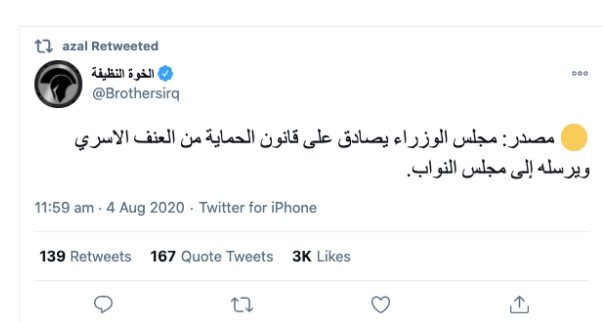 azal Retweeted
الخوة النظيفة
@Brothersirq
مصدر: مجلس الوزراء يصادق على قانون الحماية من العنف الاسري
ويرسله إلى مجلس النواب.
11:59 am · 4 Aug 2020 · Twitter for iPhone
139 Retweets 167 Quote Tweets 3K Likes